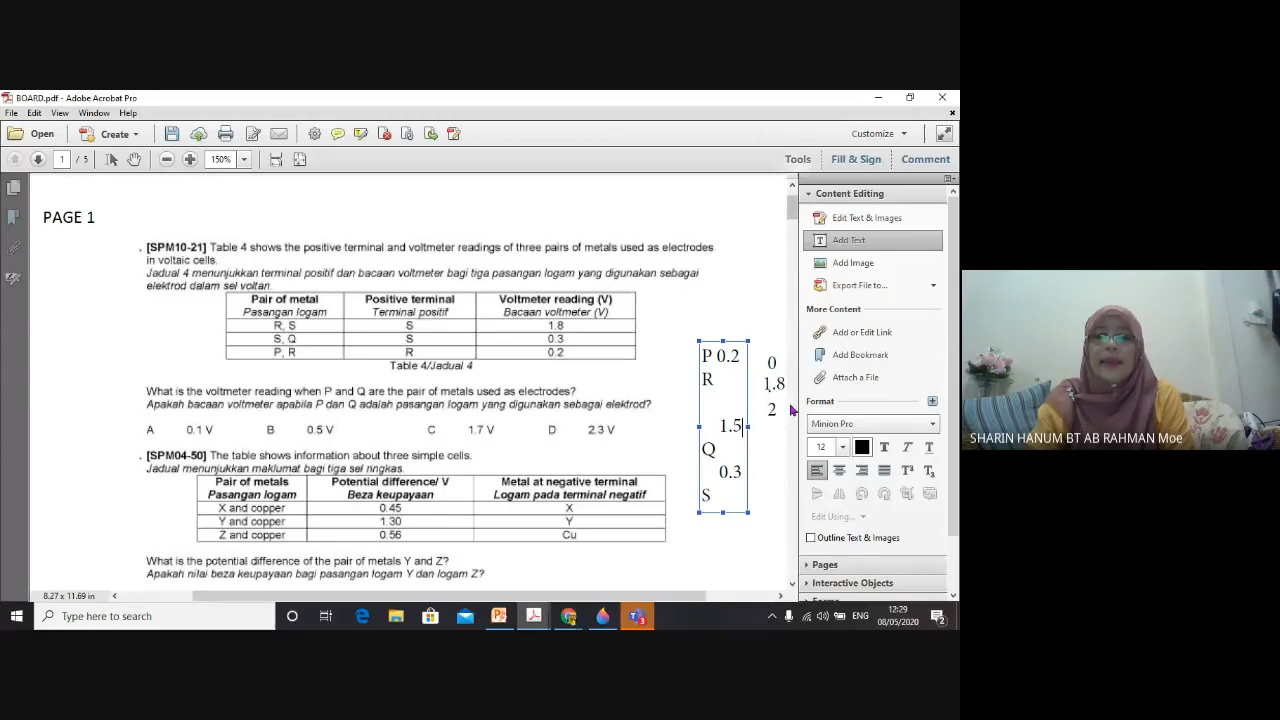 BOARD.pdf - Adobe Acrobat Pro
File Edit View Window Help
Open Create Customize
1 / 5 150% Tools Fill & Sign Comment
PAGE 1
. [SPM10-21] Table 4 shows the positive terminal and voltmeter readings of three pairs of metals used as electrodes
in voltaic cells.
Jadual 4 menunjukkan terminal positif dan bacaan voltmeter bagi tiga pasangan logam yang digunakan sebagai
elektrod dalam sel voltan.
Pair of metal Positive terminal Voltmeter reading (V)
Pasangan logam Terminal positif Bacaan voltmeter (V)
R, S S 1.8
S, Q S 0.3
P, R R 0.2
Table 4/Jadual 4
What is the voltmeter reading when P and Q are the pair of metals used as electrodes?
Apakah bacaan voltmeter apabila P dan Q adalah pasangan logam yang digunakan sebagai elektrod?
A 0.1 V B 0.5 V C 1.7 V D 2.3 V
. [SPM04-50] The table shows information about three simple cells.
Jadual menunjukkan maklumat bagi tiga sel ringkas.
Pair of metals Potential difference/ V Metal at negative terminal
Pasangan logam Beza keupayaan Logam pada terminal negatif
X and copper 0.45 X
Y and copper 1.30 Y
Z and copper 0.56 Cu
What is the potential difference of the pair of metals Y and Z?
Apakah nilai beza keupayaan bagi pasangan logam Y dan logam Z?
P 0.2
R
1.5
Q
0.3
S
0
1.8
2
Content Editing
Edit Text & Images
Add Text
Add Image
Export File to...
More Content
Add or Edit Link
Add Bookmark
Attach a File
Format
Minion Pro
12
Edit Using...
Outline Text & Images
Pages
Interactive Objects
8.27 x 11.69 in
Type here to search
ENG
12:29
08/05/2020
SHARIN HANUM BT AB RAHMAN Moe